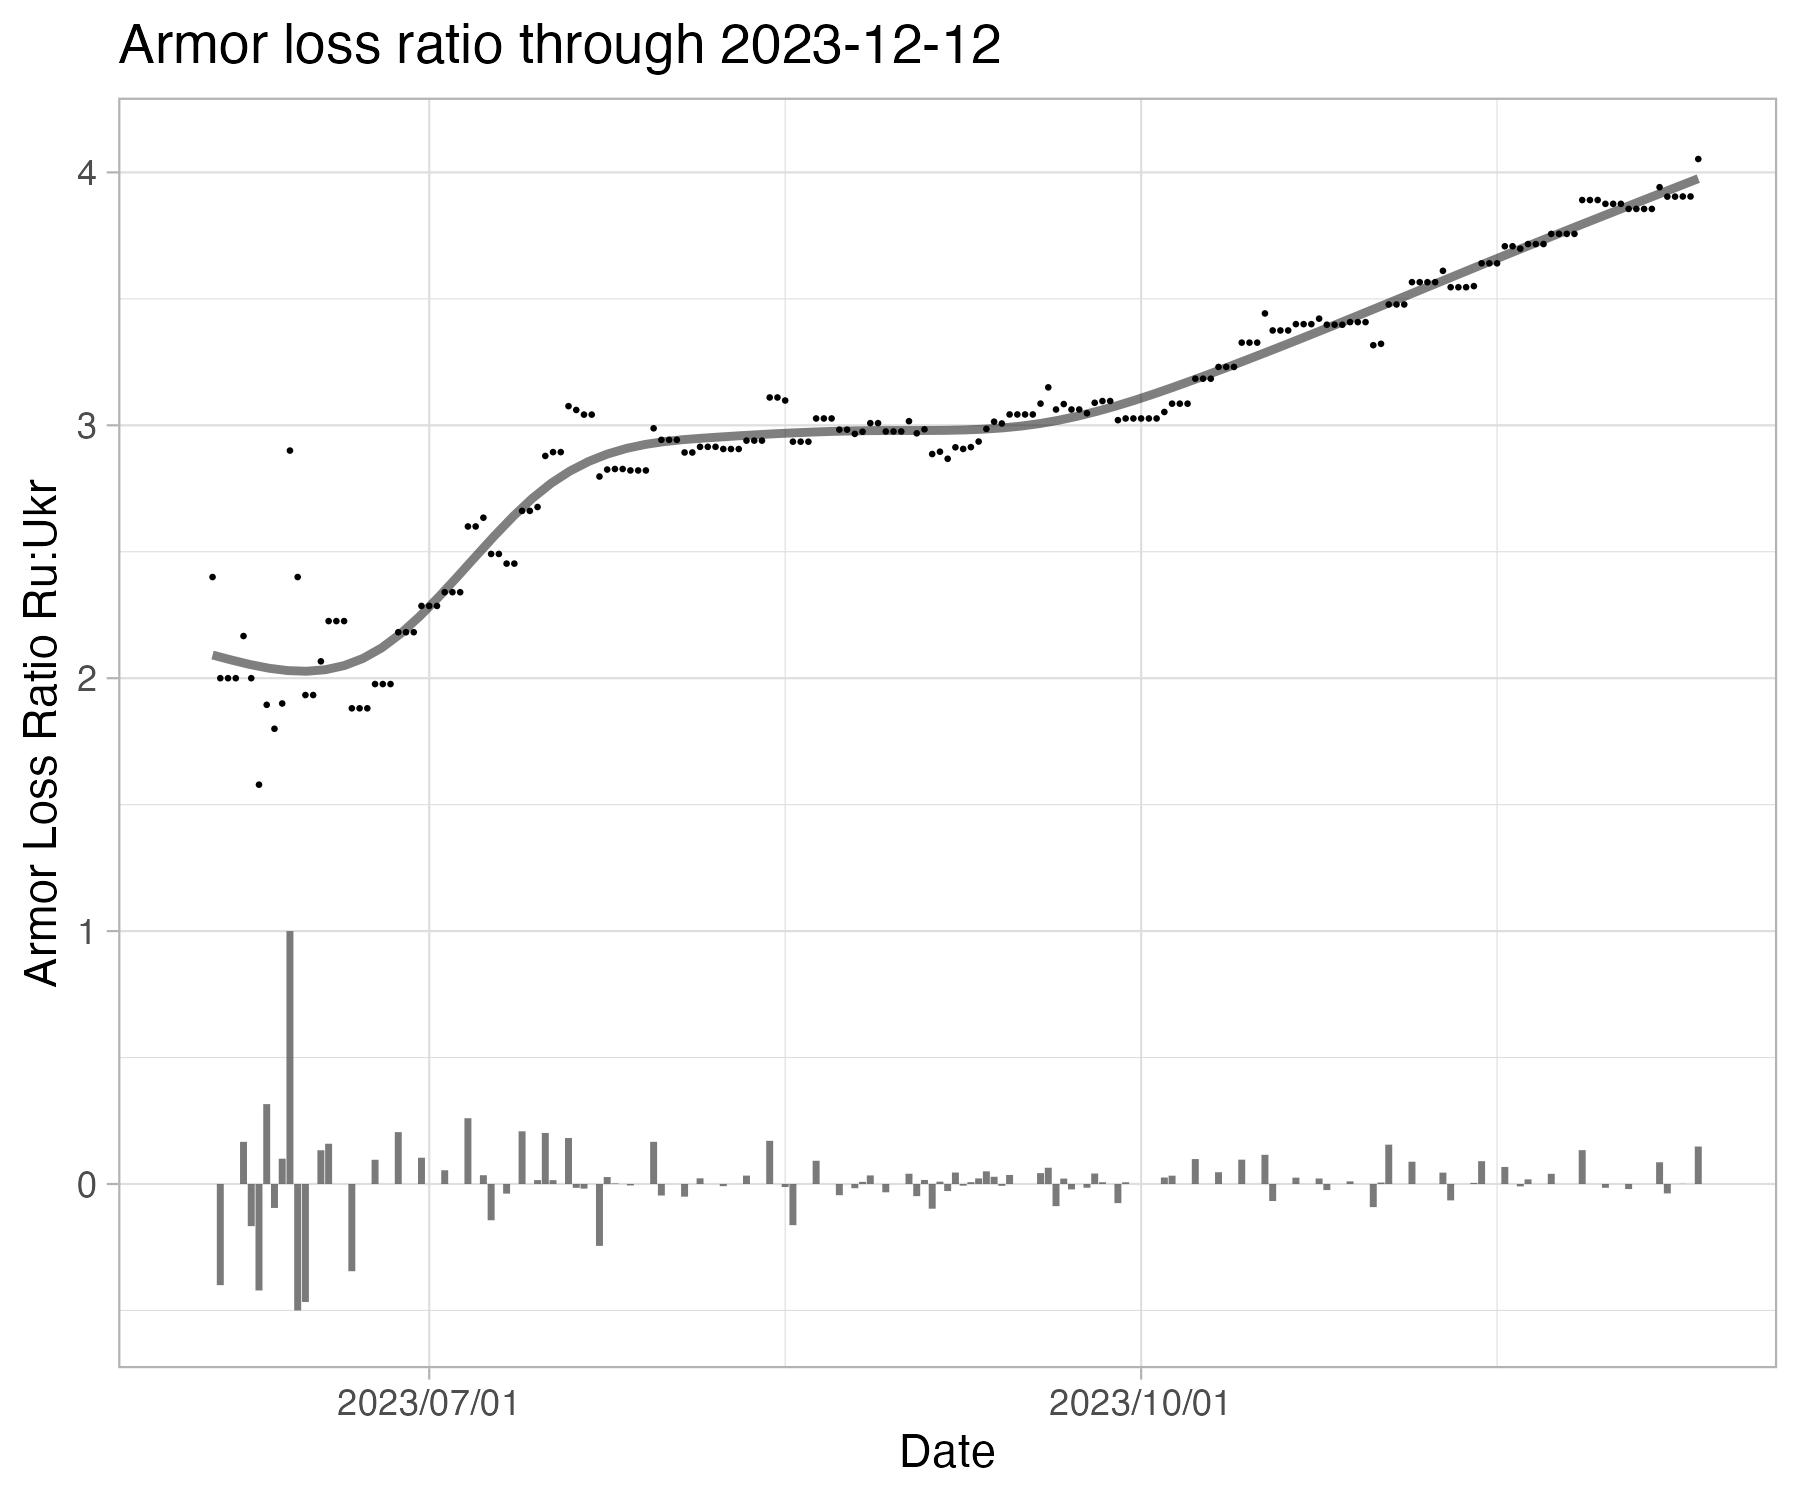 Armor loss ratio through 2023-12-12
Armor Loss Ratio Ru:Ukr
4
3
2
1
0
2023/07/01
2023/10/01
Date